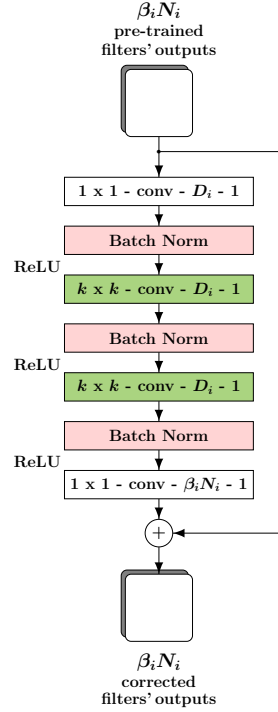 βᵢNᵢ
pre-trained
filters' outputs
1 x 1 - conv - Dᵢ - 1
Batch Norm
ReLU
k x k - conv - Dᵢ - 1
Batch Norm
ReLU
k x k - conv - Dᵢ - 1
Batch Norm
ReLU
1 x 1 - conv - βᵢNᵢ - 1
+
βᵢNᵢ
corrected
filters' outputs